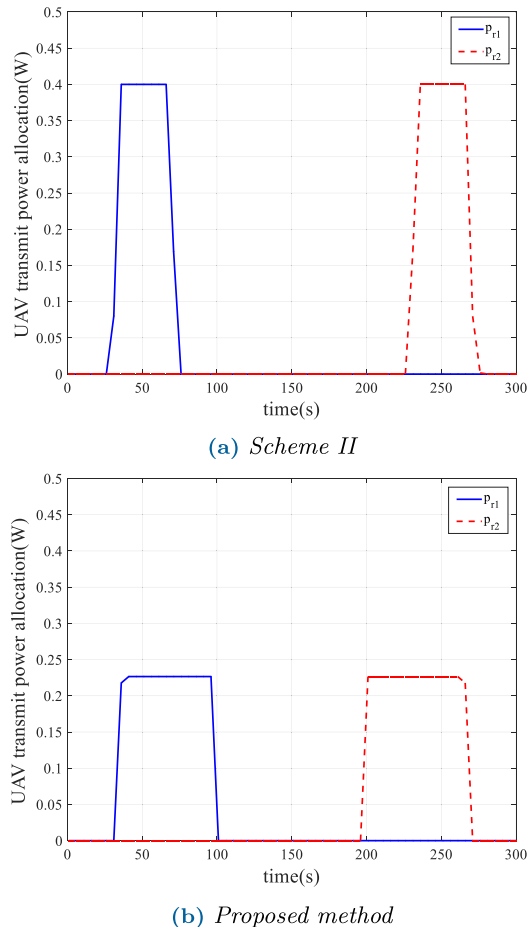 0.5
0.45
0.4
0.35
0.3
0.25
0.2
0.15
0.1
0.05
0
UAV transmit power allocation(W)
p_r1
p_r2
0 50 100 150 200 250 300
time(s)
(a) Scheme II
0.5
0.45
0.4
0.35
0.3
0.25
0.2
0.15
0.1
0.05
0
UAV transmit power allocation(W)
p_r1
p_r2
0 50 100 150 200 250 300
time(s)
(b) Proposed method